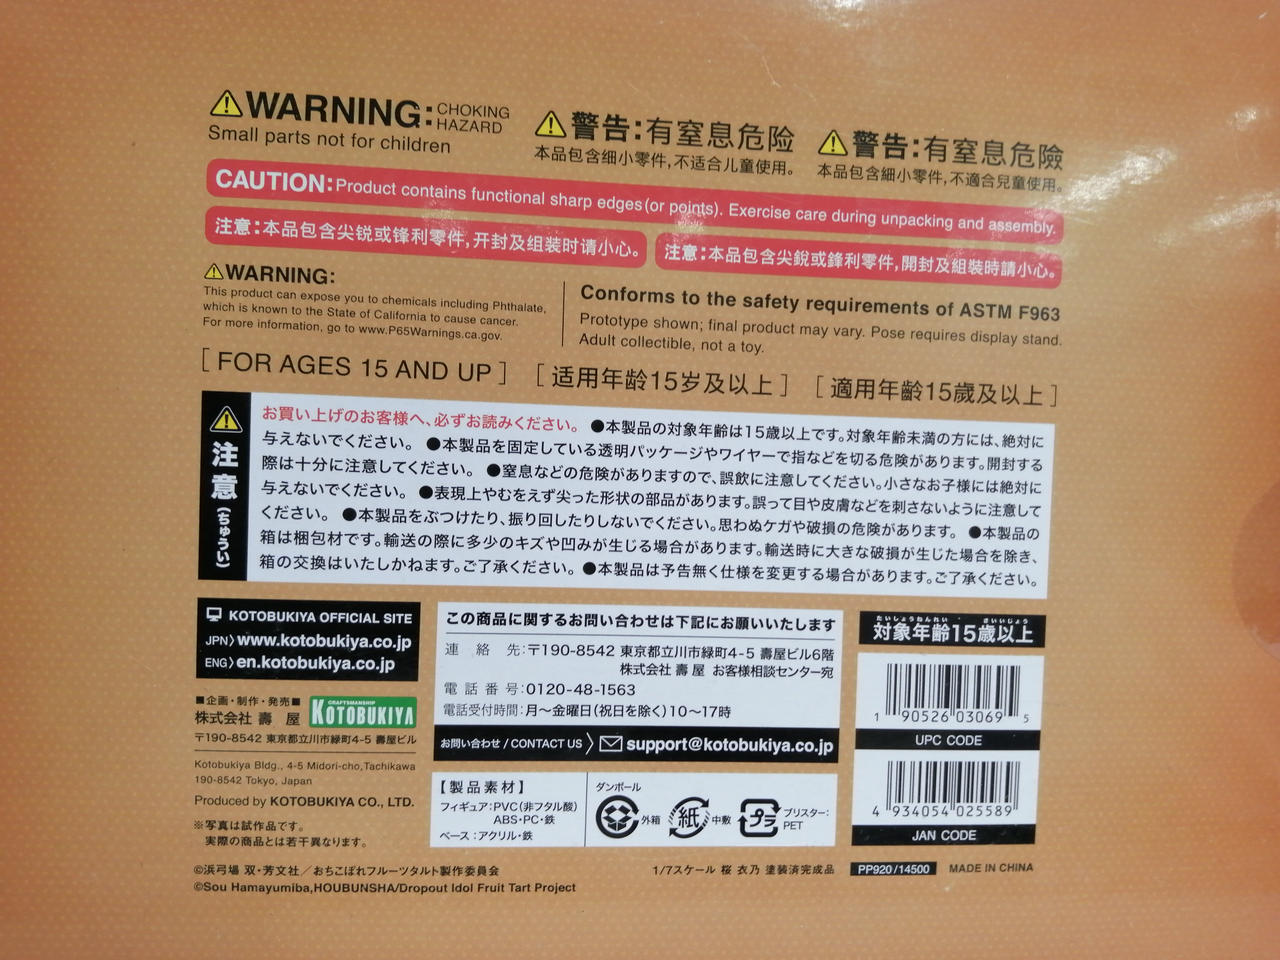 ⚠WARNING: CHOKING HAZARD
Small parts not for children
⚠警告:有窒息危险
本品包含细小零件,不适合儿童使用。
⚠警告:有窒息危險
本品包含細小零件,不適合兒童使用。
CAUTION:Product contains functional sharp edges(or points). Exercise care during unpacking and assembly.
注意:本品包含尖锐或锋利零件,开封及组装时请小心。
注意:本品包含尖銳或鋒利零件,開封及組裝時請小心。
⚠WARNING:
This product can expose you to chemicals including Phthalate,
which is known to the State of California to cause cancer.
For more information, go to www.P65Warnings.ca.gov.
Conforms to the safety requirements of ASTM F963
Prototype shown; final product may vary. Pose requires display stand.
Adult collectible, not a toy.
[ FOR AGES 15 AND UP ]
[ 适用年龄15岁及以上 ]
[ 適用年齡15歲及以上 ]
注意(ちゅうい)
お買い上げのお客様へ、必ずお読みください。 ●本製品の対象年齢は15歳以上です。対象年齢未満の方には、絶対に
与えないでください。 ●本製品を固定している透明パッケージやワイヤーで指などを切る危険があります。開封する
際は十分に注意してください。 ●窒息などの危険がありますので、誤飲に注意してください。小さなお子様には絶対に
与えないでください。 ●表現上やむをえず尖った形状の部品があります。誤って目や皮膚などを刺さないように注意して
ください。 ●本製品をぶつけたり、振り回したりしないでください。思わぬケガや破損の危険があります。 ●本製品の
箱は梱包材です。輸送の際に多少のキズや凹みが生じる場合があります。輸送時に大きな破損が生じた場合を除き、
箱の交換はいたしかねます。ご了承ください。 ●本製品は予告無く仕様を変更する場合があります。ご了承ください。
KOTOBUKIYA OFFICIAL SITE
JPN〉www.kotobukiya.co.jp
ENG〉en.kotobukiya.co.jp
■企画・制作・発売■
株式会社 壽 屋
CRAFTSMANSHIP
KOTOBUKIYA
〒190-8542 東京都立川市緑町4-5 壽屋ビル
Kotobukiya Bldg., 4-5 Midori-cho,Tachikawa
190-8542 Tokyo, Japan
Produced by KOTOBUKIYA CO., LTD.
※写真は試作品です。
実際の商品とは若干異なります。
この商品に関するお問い合わせは下記にお願いいたします
連 絡 先:〒190-8542 東京都立川市緑町4-5 壽屋ビル6階
株式会社 壽 屋 お客様相談センター宛
電 話 番 号:0120-48-1563
電話受付時間:月〜金曜日(祝日を除く)10〜17時
お問い合わせ / CONTACT US 〉 support@kotobukiya.co.jp
【製品素材】
フィギュア:PVC(非フタル酸)
ABS・PC・鉄
ベース:アクリル・鉄
ダンボール
外箱
紙
中敷
プラ
ブリスター:
PET
たいしょうねんれい さいいじょう
対象年齢15歳以上
1 90526 03069 5
UPC CODE
4 934054 025589
JAN CODE
©浜弓場 双・芳文社／おちこぼれフルーツタルト製作委員会
©Sou Hamayumiba,HOUBUNSHA/Dropout Idol Fruit Tart Project
1/7スケール 桜 衣乃 塗装済完成品
PP920/14500
MADE IN CHINA